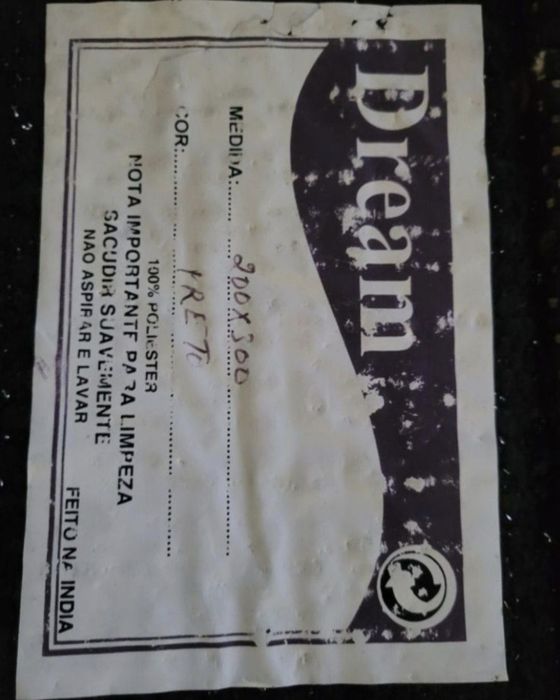 Dream
MEDIDA: 200X300
COR: PRETO
100% POLIESTER
NOTA IMPORTANTE PARA LIMPEZA
SACUDIR SUAVEMENTE
NAO ASPIRAR E LAVAR
FEITO NA INDIA